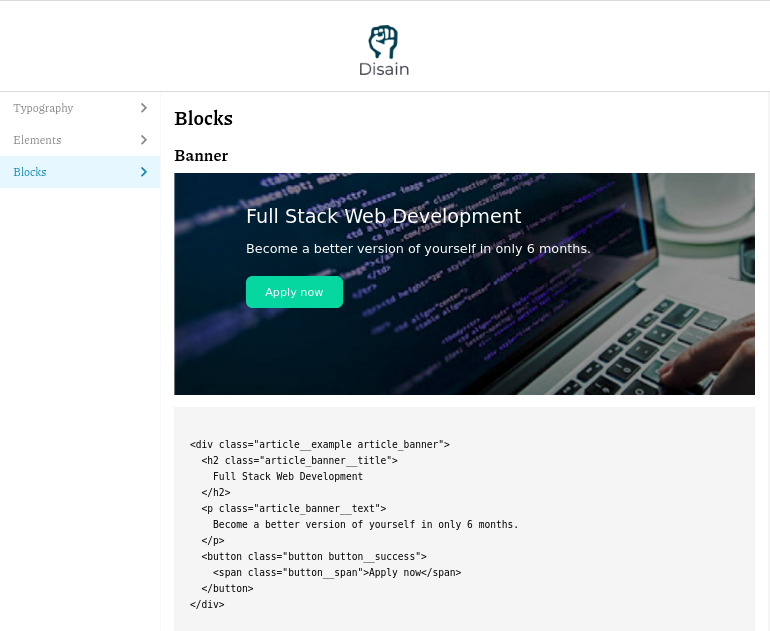 Disain
Typography
Elements
Blocks
Blocks
Banner
Full Stack Web Development
Become a better version of yourself in only 6 months.
Apply now
<div class="article__example article_banner">
  <h2 class="article_banner__title">
    Full Stack Web Development
  </h2>
  <p class="article_banner__text">
    Become a better version of yourself in only 6 months.
  </p>
  <button class="button button__success">
    <span class="button__span">Apply now</span>
  </button>
</div>